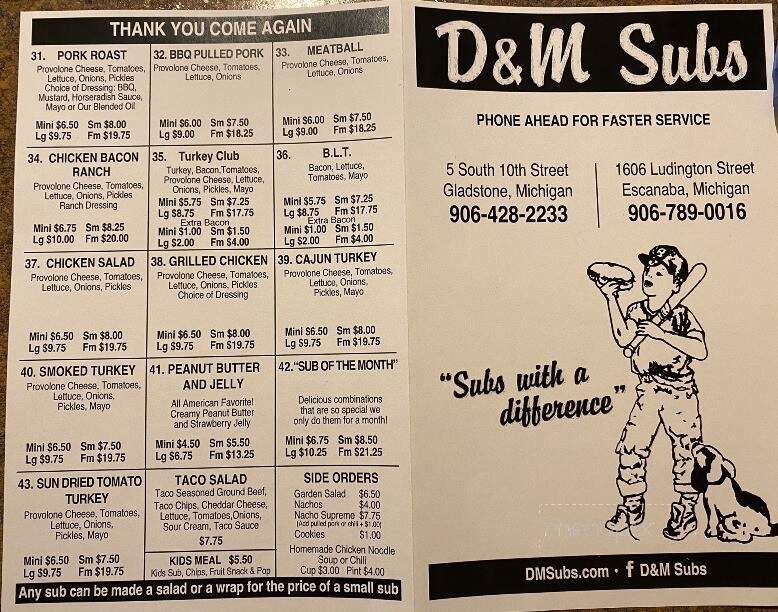 THANK YOU COME AGAIN
31. PORK ROAST
Provolone Cheese, Tomatoes,
Lettuce, Onions, Pickles
Choice of Dressing: BBQ,
Mustard, Horseradish Sauce,
Mayo or Our Blended Oil
Mini $6.50 Sm $8.00
Lg $9.75 Fm $19.75
32. BBQ PULLED PORK
Provolone Cheese, Tomatoes,
Lettuce, Onions
Mini $6.00 Sm $7.50
Lg $9.00 Fm $18.25
33. MEATBALL
Provolone Cheese, Tomatoes,
Lettuce, Onions
Mini $6.00 Sm $7.50
Lg $9.00 Fm $18.25
34. CHICKEN BACON
RANCH
Provolone Cheese, Tomatoes,
Lettuce, Onions, Pickles
Ranch Dressing
Mini $6.75 Sm $8.25
Lg $10.00 Fm $20.00
35. Turkey Club
Turkey, Bacon,Tomatoes,
Provolone Cheese, Lettuce,
Onions, Pickles, Mayo
Mini $5.75 Sm $7.25
Lg $8.75 Fm $17.75
Extra Bacon
Mini $1.00 Sm $1.50
Lg $2.00 Fm $4.00
36. B.L.T.
Bacon, Lettuce,
Tomatoes, Mayo
Mini $5.75 Sm $7.25
Lg $8.75 Fm $17.75
Extra Bacon
Mini $1.00 Sm $1.50
Lg $2.00 Fm $4.00
37. CHICKEN SALAD
Provolone Cheese, Tomatoes,
Lettuce, Onions, Pickles
Mini $6.50 Sm $8.00
Lg $9.75 Fm $19.75
38. GRILLED CHICKEN
Provolone Cheese, Tomatoes,
Lettuce, Onions, Pickles
Choice of Dressing
Mini $6.50 Sm $8.00
Lg $9.75 Fm $19.75
39. CAJUN TURKEY
Provolone Cheese, Tomatoes,
Lettuce, Onions,
Pickles, Mayo
Mini $6.50 Sm $8.00
Lg $9.75 Fm $19.75
40. SMOKED TURKEY
Provolone Cheese, Tomatoes,
Lettuce, Onions,
Pickles, Mayo
Mini $6.50 Sm $7.50
Lg $9.75 Fm $19.75
41. PEANUT BUTTER
AND JELLY
All American Favorite!
Creamy Peanut Butter
and Strawberry Jelly
Mini $4.50 Sm $5.50
Lg $6.75 Fm $13.25
42."SUB OF THE MONTH"
Delicious combinations
that are so special we
only do them for a month!
Mini $6.75 Sm $8.50
Lg $10.25 Fm $21.25
43. SUN DRIED TOMATO
TURKEY
Provolone Cheese, Tomatoes,
Lettuce, Onions,
Pickles, Mayo
Mini $6.50 Sm $7.50
Lg $9.75 Fm $19.75
TACO SALAD
Taco Seasoned Ground Beef,
Taco Chips, Cheddar Cheese,
Lettuce, Tomatoes,Onions,
Sour Cream, Taco Sauce
$7.75
KIDS MEAL $5.50
Kids Sub, Chips, Fruit Snack & Pop
SIDE ORDERS
Garden Salad $6.50
Nachos $4.00
Nacho Supreme $7.75
(Add pulled pork or chili + $1.00)
Cookies $1.00
Homemade Chicken Noodle
Soup or Chili
Cup $3.00 • Pint $4.00
Any sub can be made a salad or a wrap for the price of a small sub
D&M Subs
PHONE AHEAD FOR FASTER SERVICE
5 South 10th Street
Gladstone, Michigan
906-428-2233
1606 Ludington Street
Escanaba, Michigan
906-789-0016
"Subs with a
difference"
DMSubs.com • f D&M Subs